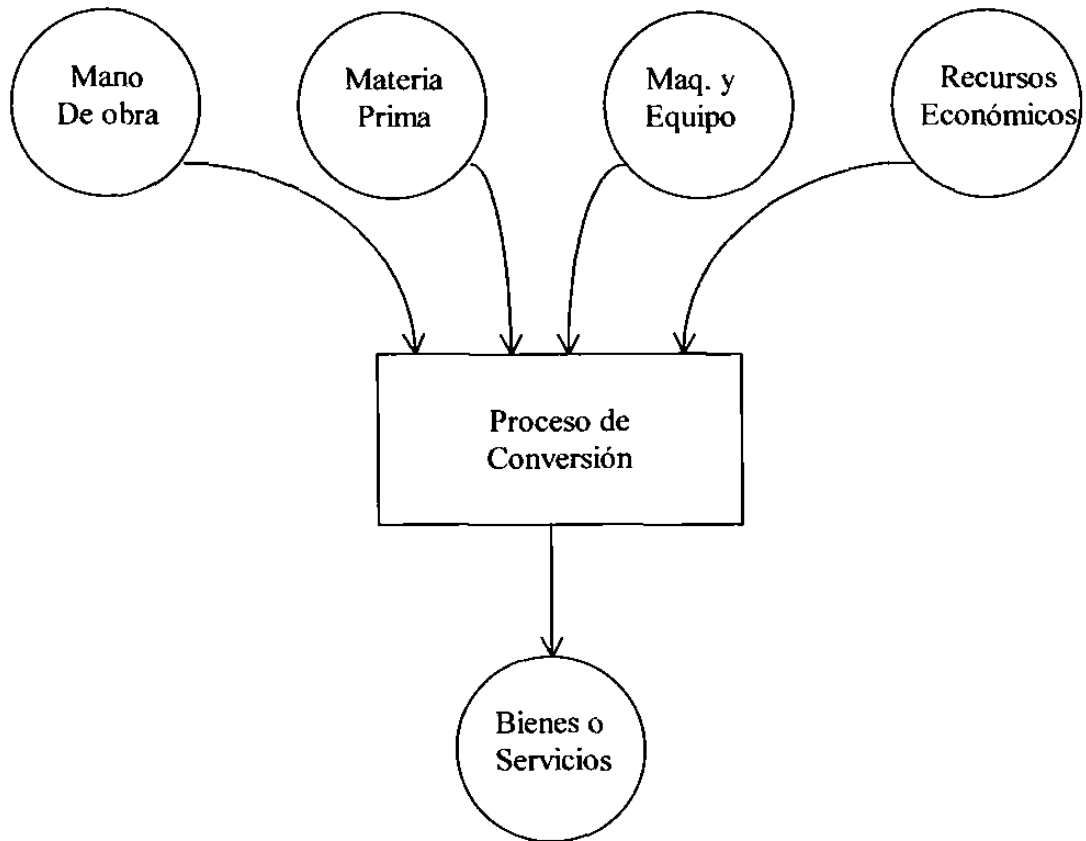 Mano
De obra
Materia
Prima
Maq. y
Equipo
Recursos
Económicos
Proceso de
Conversión
Bienes o
Servicios